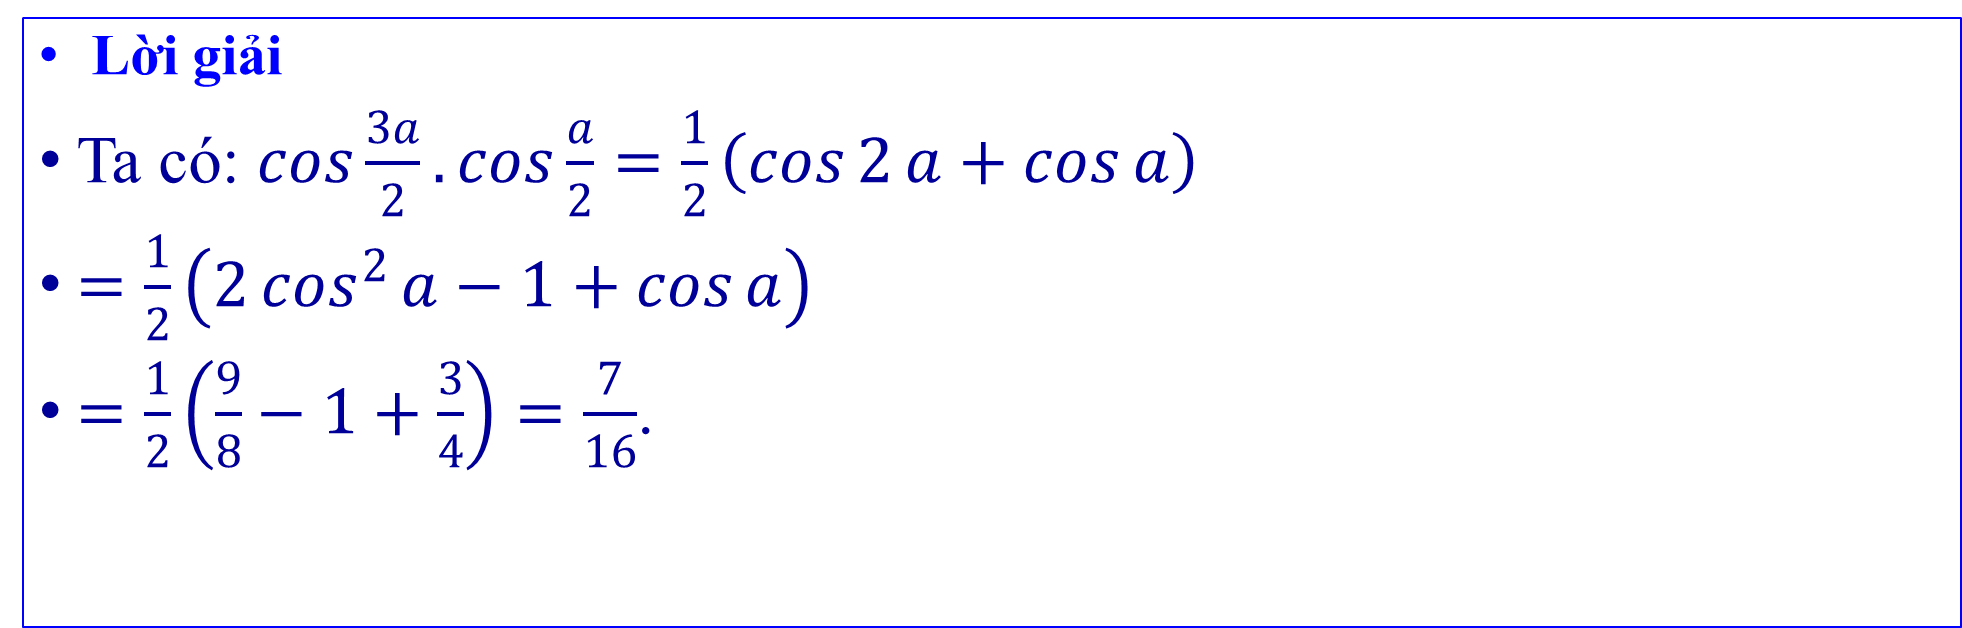 • Lời giải
• Ta có: cos 3a/2 . cos a/2 = 1/2 (cos 2 a + cos a)
• = 1/2 (2 cos² a − 1 + cos a)
• = 1/2 (9/8 − 1 + 3/4) = 7/16.